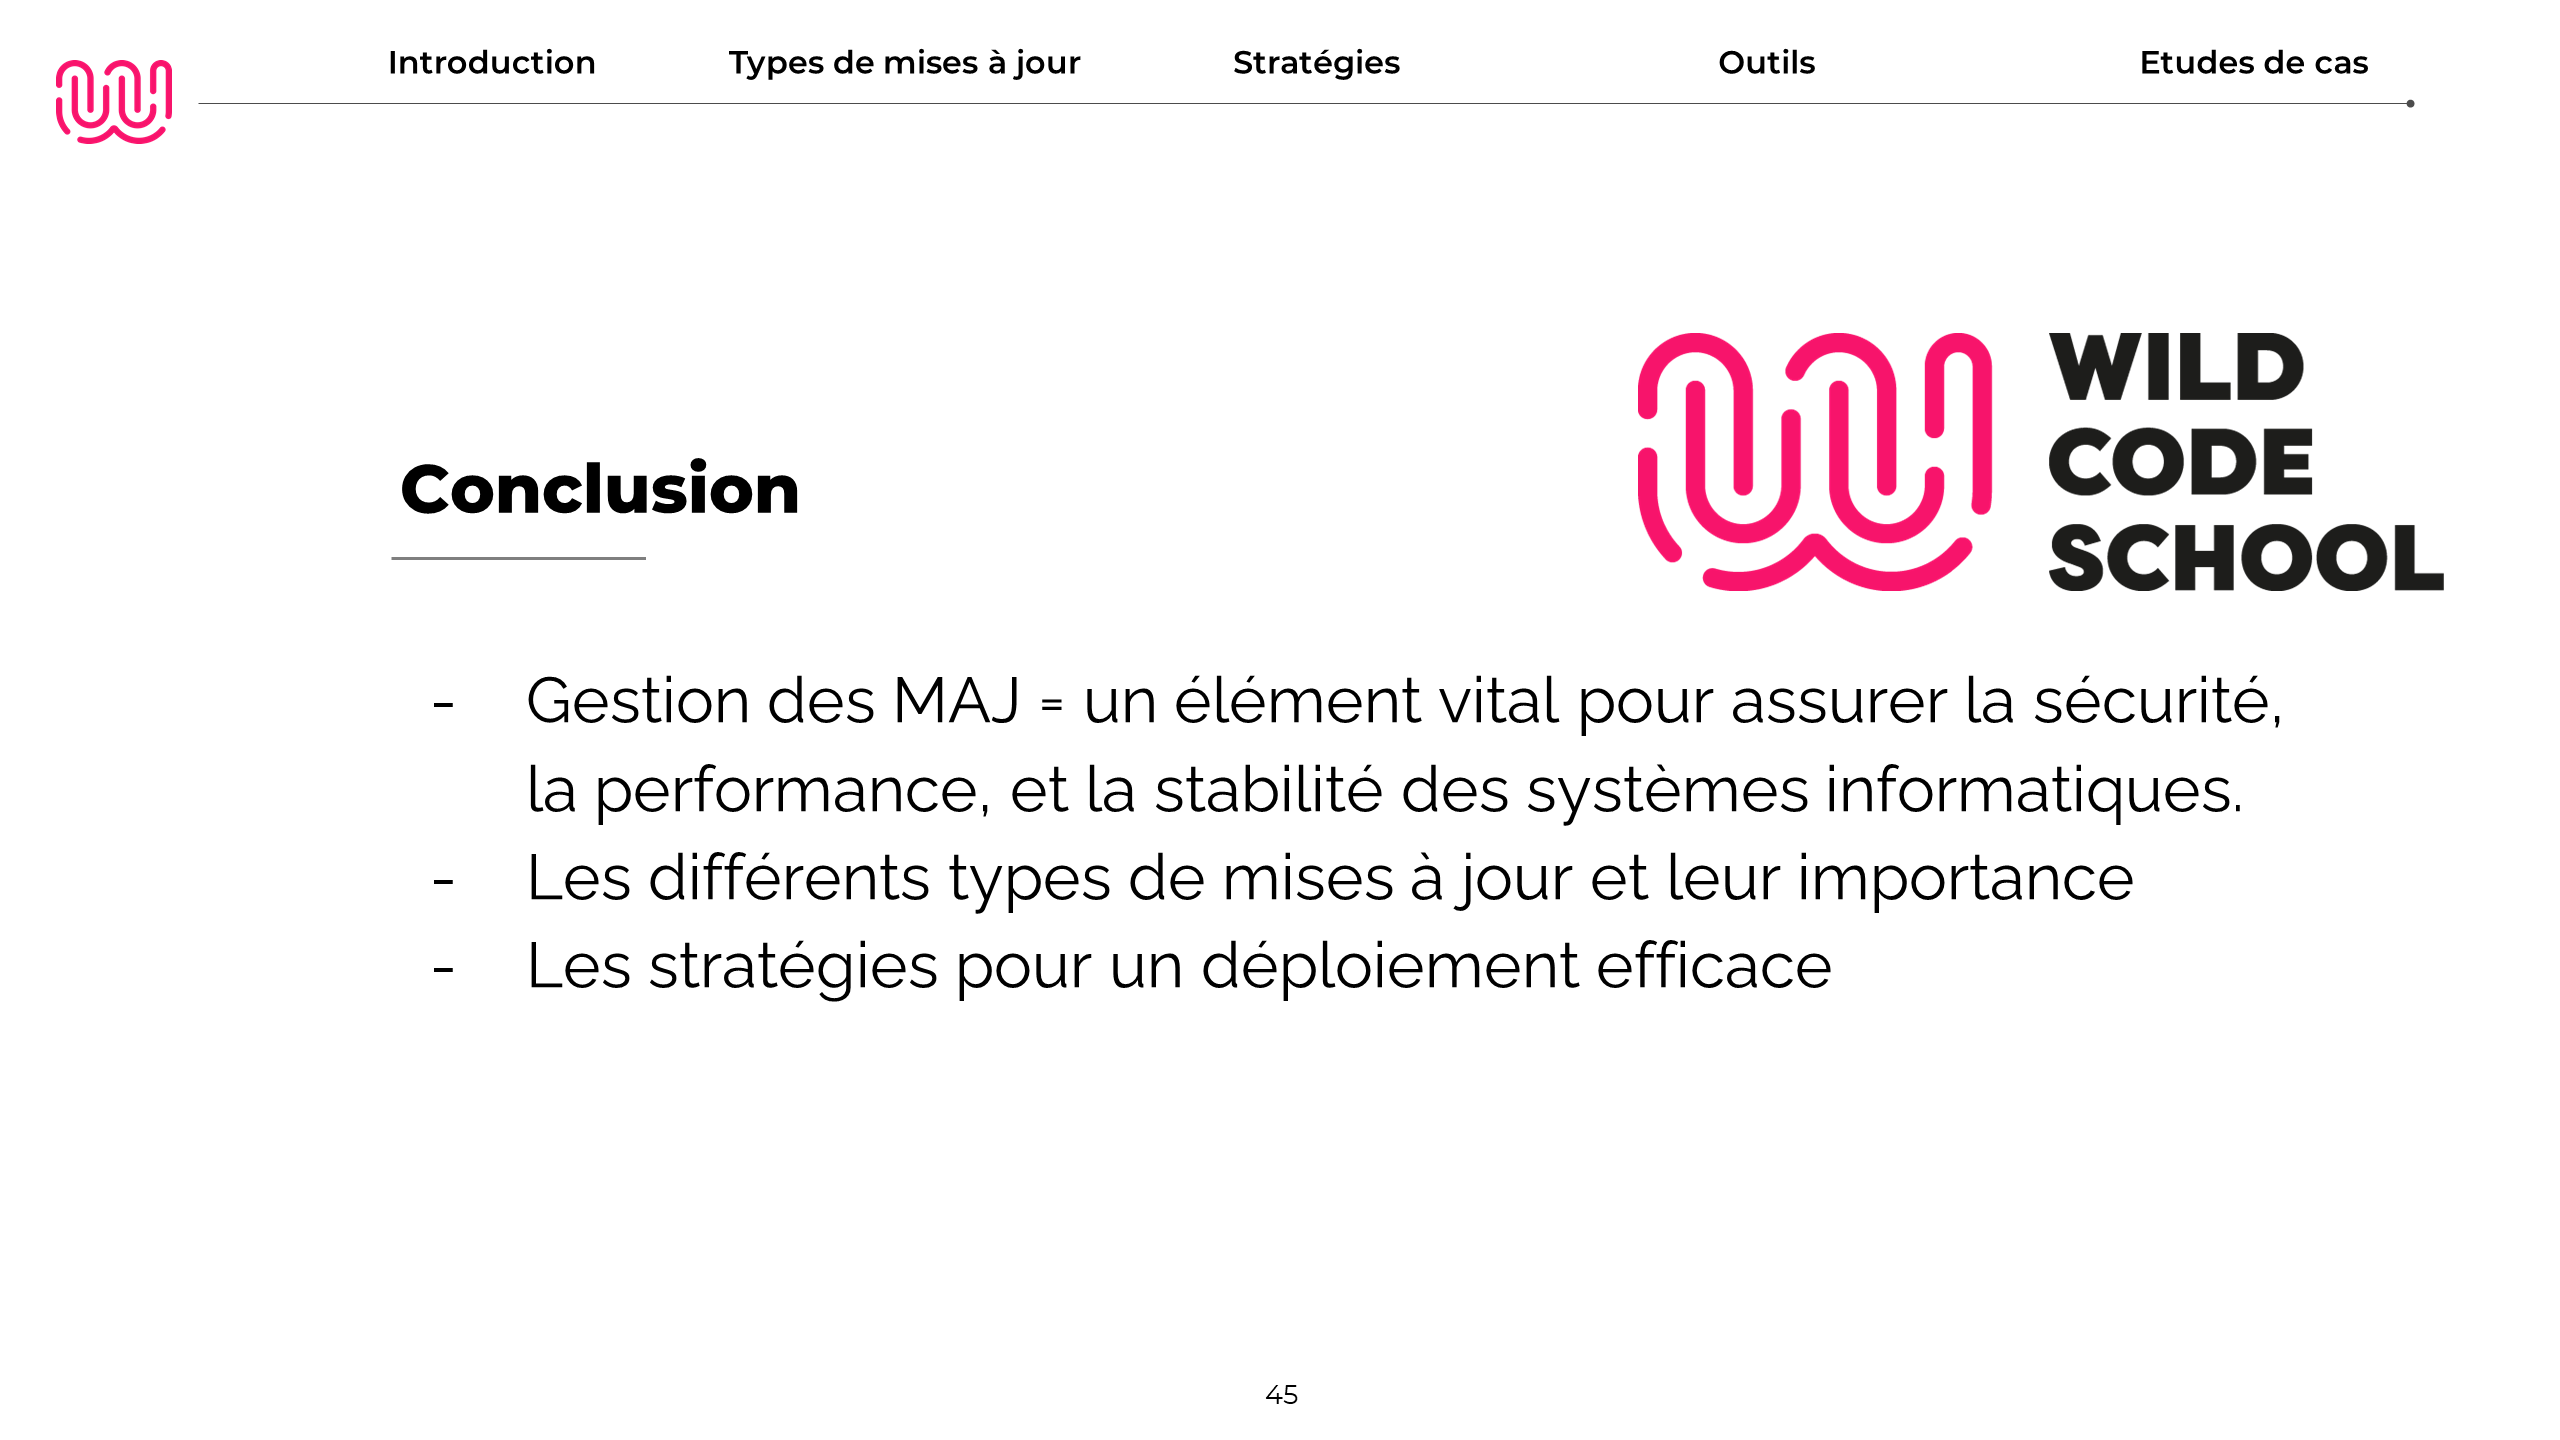 Introduction Types de mises à jour Stratégies Outils Etudes de cas
WILD
CODE
SCHOOL
Conclusion
- Gestion des MAJ = un élément vital pour assurer la sécurité,
la performance, et la stabilité des systèmes informatiques.
- Les différents types de mises à jour et leur importance
- Les stratégies pour un déploiement efficace
45